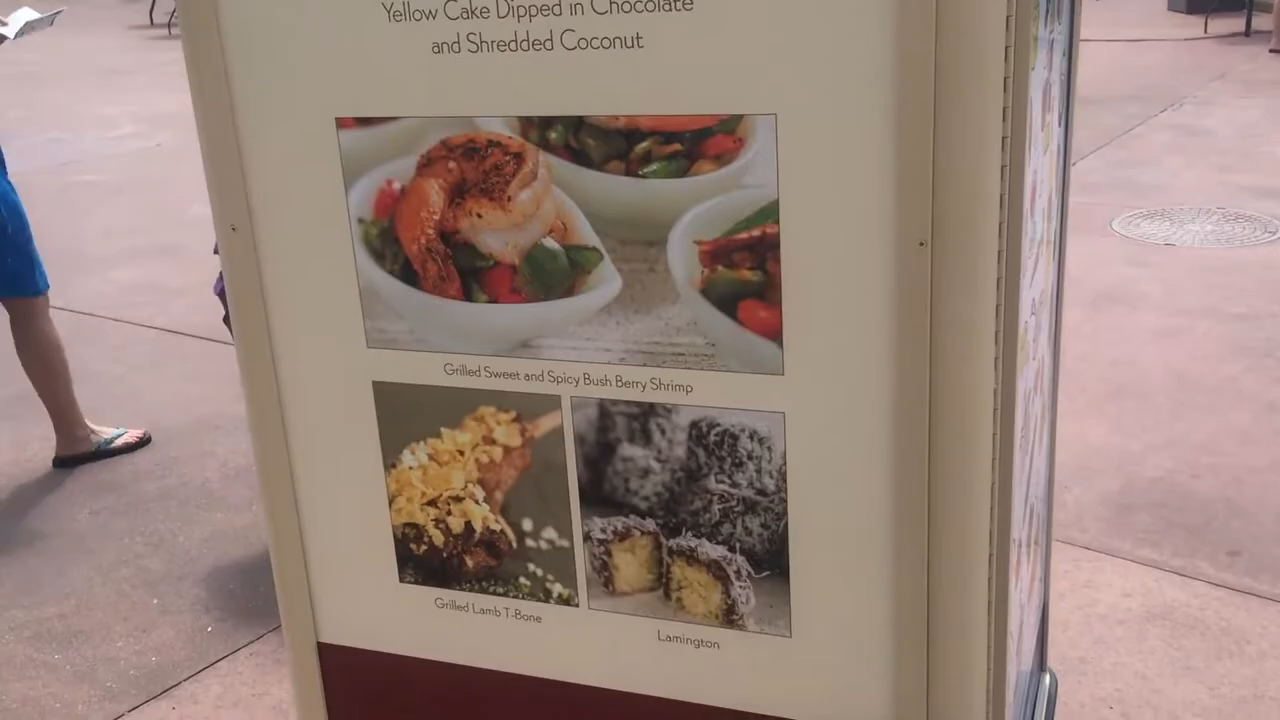 Yellow Cake Dipped in Chocolate
and Shredded Coconut
Grilled Sweet and Spicy Bush Berry Shrimp
Grilled Lamb T-Bone
Lamington